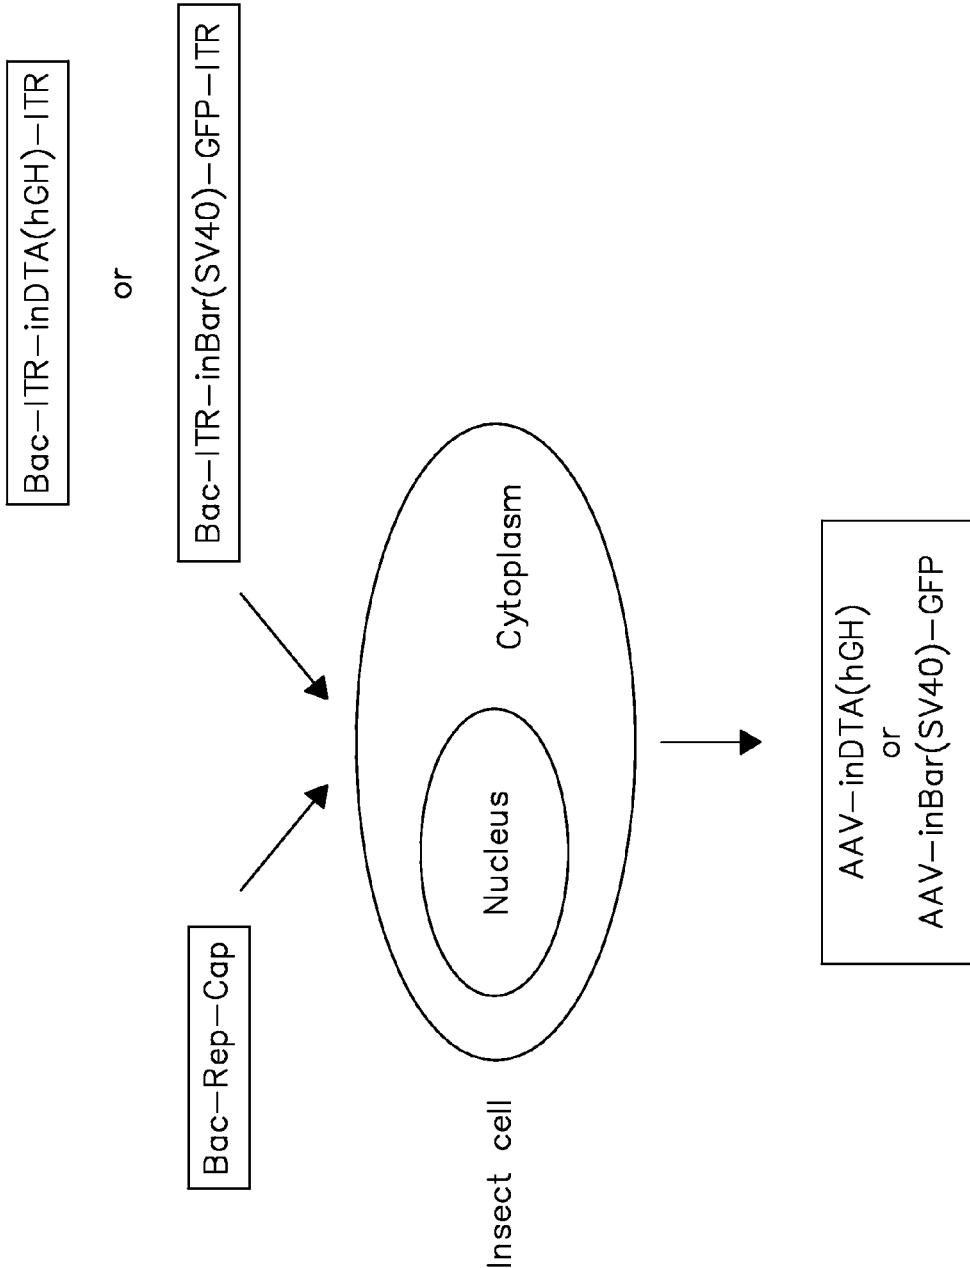 Bac–ITR–inDTA(hGH)–ITR
or
Bac–Rep–Cap
Bac–ITR–inBar(SV40)–GFP–ITR
Insect cell
Nucleus
Cytoplasm
AAV–inDTA(hGH)
or
AAV–inBar(SV40)–GFP